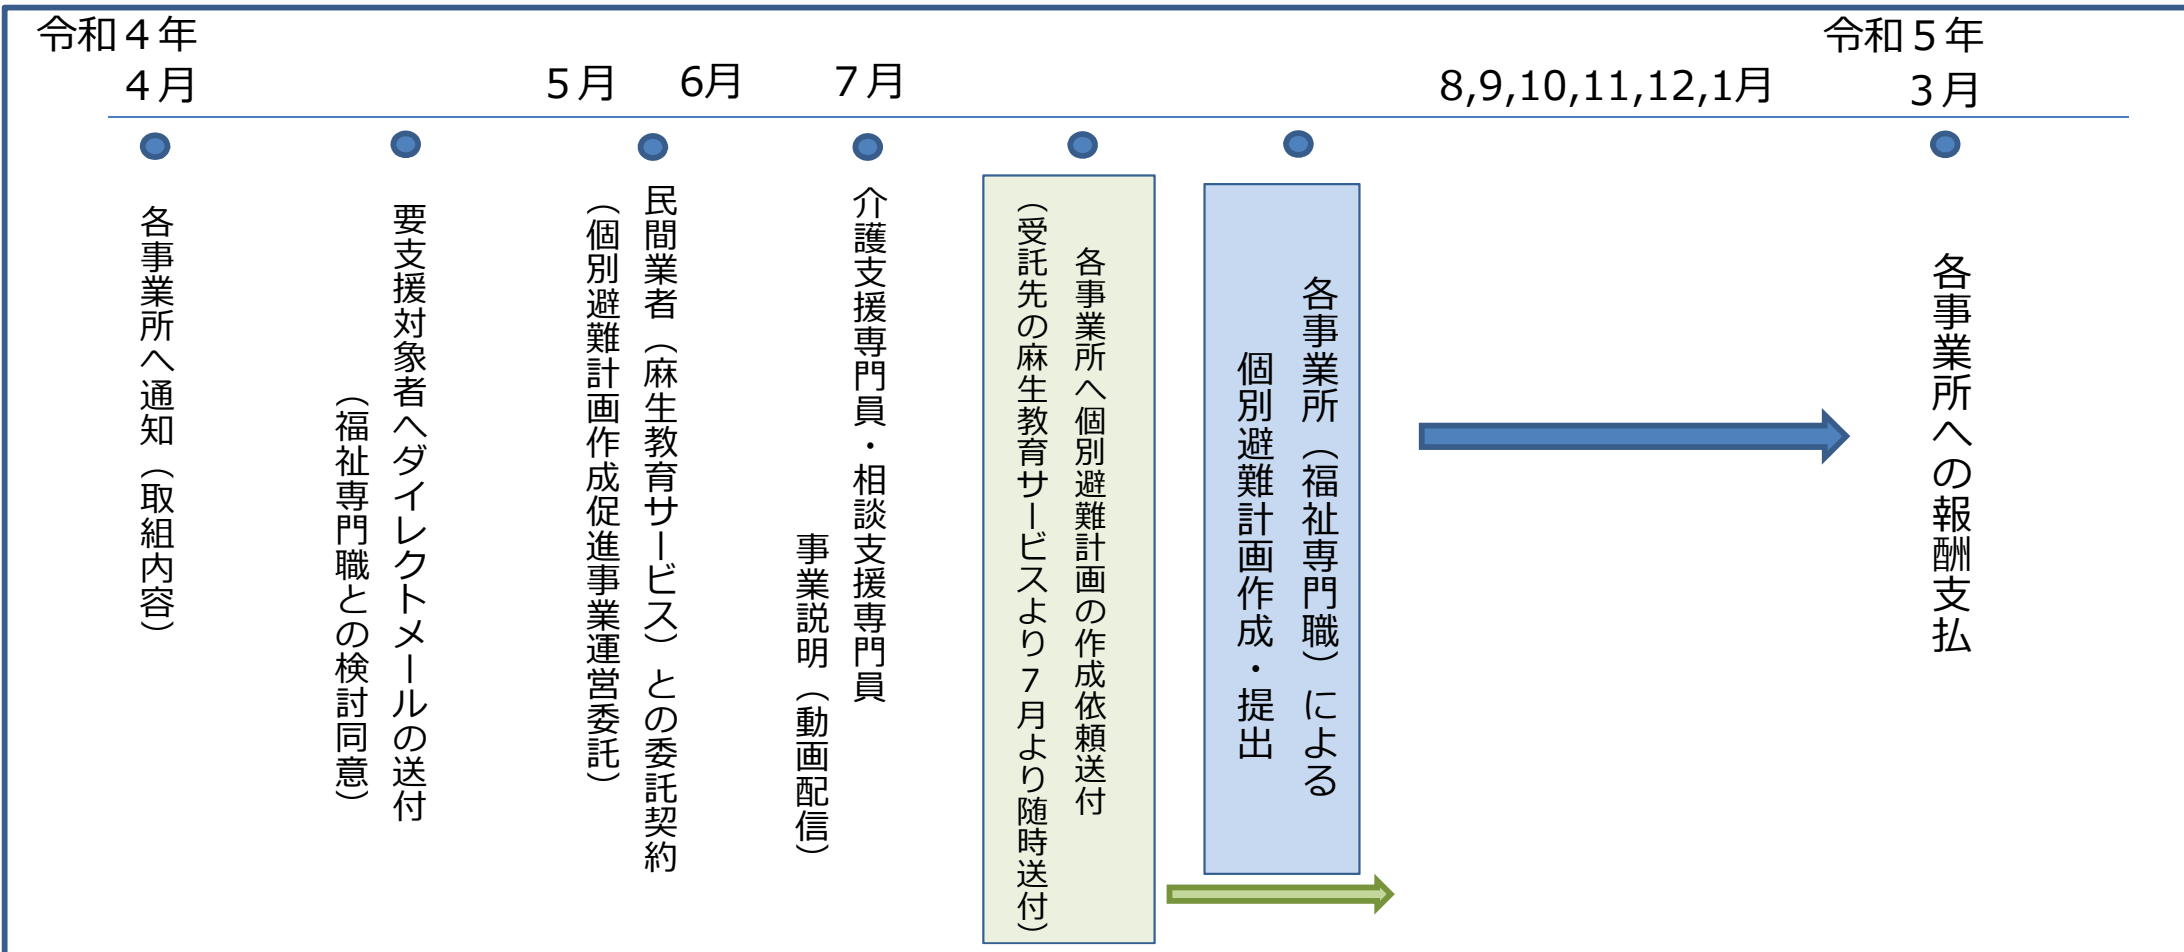 令和４年
４月
５月
6月
７月
8,9,10,11,12,1月
令和５年
３月
各事業所へ通知（取組内容）
要支援対象者へダイレクトメールの送付
（福祉専門職との検討同意）
民間業者（麻生教育サービス）との委託契約
（個別避難計画作成促進事業運営委託）
介護支援専門員・相談支援専門員
事業説明（動画配信）
各事業所へ個別避難計画の作成依頼送付
（受託先の麻生教育サービスより７月より随時送付）
各事業所（福祉専門職）による
個別避難計画作成・提出
各事業所への報酬支払